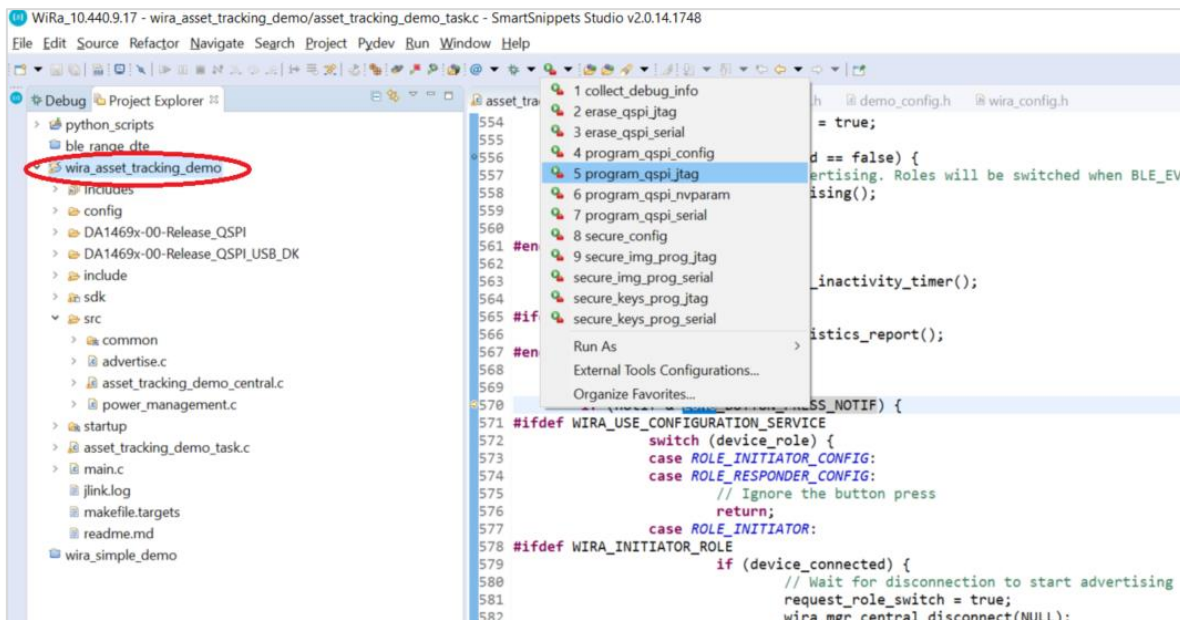 WiRa_10.440.9.17 - wira_asset_tracking_demo/asset_tracking_demo_task.c - SmartSnippets Studio v2.0.14.1748
File Edit Source Refactor Navigate Search Project Pydev Run Window Help
Debug Project Explorer
python_scripts
ble_range_dte
wira_asset_tracking_demo
Includes
config
DA1469x-00-Release_QSPI
DA1469x-00-Release_QSPI_USB_DK
include
sdk
src
common
advertise.c
asset_tracking_demo_central.c
power_management.c
startup
asset_tracking_demo_task.c
main.c
jlink.log
makefile.targets
readme.md
wira_simple_demo
1 collect_debug_info
2 erase_qspi_jtag
3 erase_qspi_serial
4 program_qspi_config
5 program_qspi_jtag
6 program_qspi_nvparam
7 program_qspi_serial
8 secure_config
9 secure_img_prog_jtag
secure_img_prog_serial
secure_keys_prog_jtag
secure_keys_prog_serial
Run As
External Tools Configurations...
Organize Favorites...
asset_tra .h demo_config.h wira_config.h
554 = true;
555
556 d == false) {
557 ertising. Roles will be switched when BLE_EV
558 ising();
559
560
561 #en
562
563 _inactivity_timer();
564
565 #if
566 istics_report();
567 #en
568
569
570 BUTTON_PRESS_NOTIF) {
571 #ifdef WIRA_USE_CONFIGURATION_SERVICE
572 switch (device_role) {
573 case ROLE_INITIATOR_CONFIG:
574 case ROLE_RESPONDER_CONFIG:
575 // Ignore the button press
576 return;
577 case ROLE_INITIATOR:
578 #ifdef WIRA_INITIATOR_ROLE
579 if (device_connected) {
580 // Wait for disconnection to start advertising
581 request_role_switch = true;
582 wira_mgr_central_disconnect(NULL);